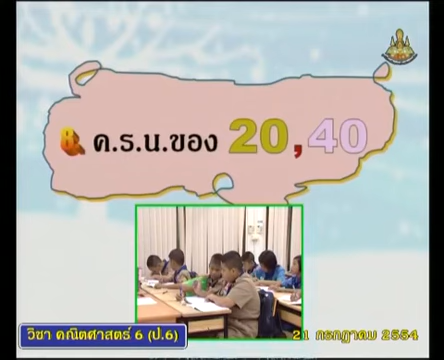 8. ค.ร.น.ของ 20,40
วิชา คณิตศาสตร์ 6 (ป.6)
21 กรกฎาคม 2554